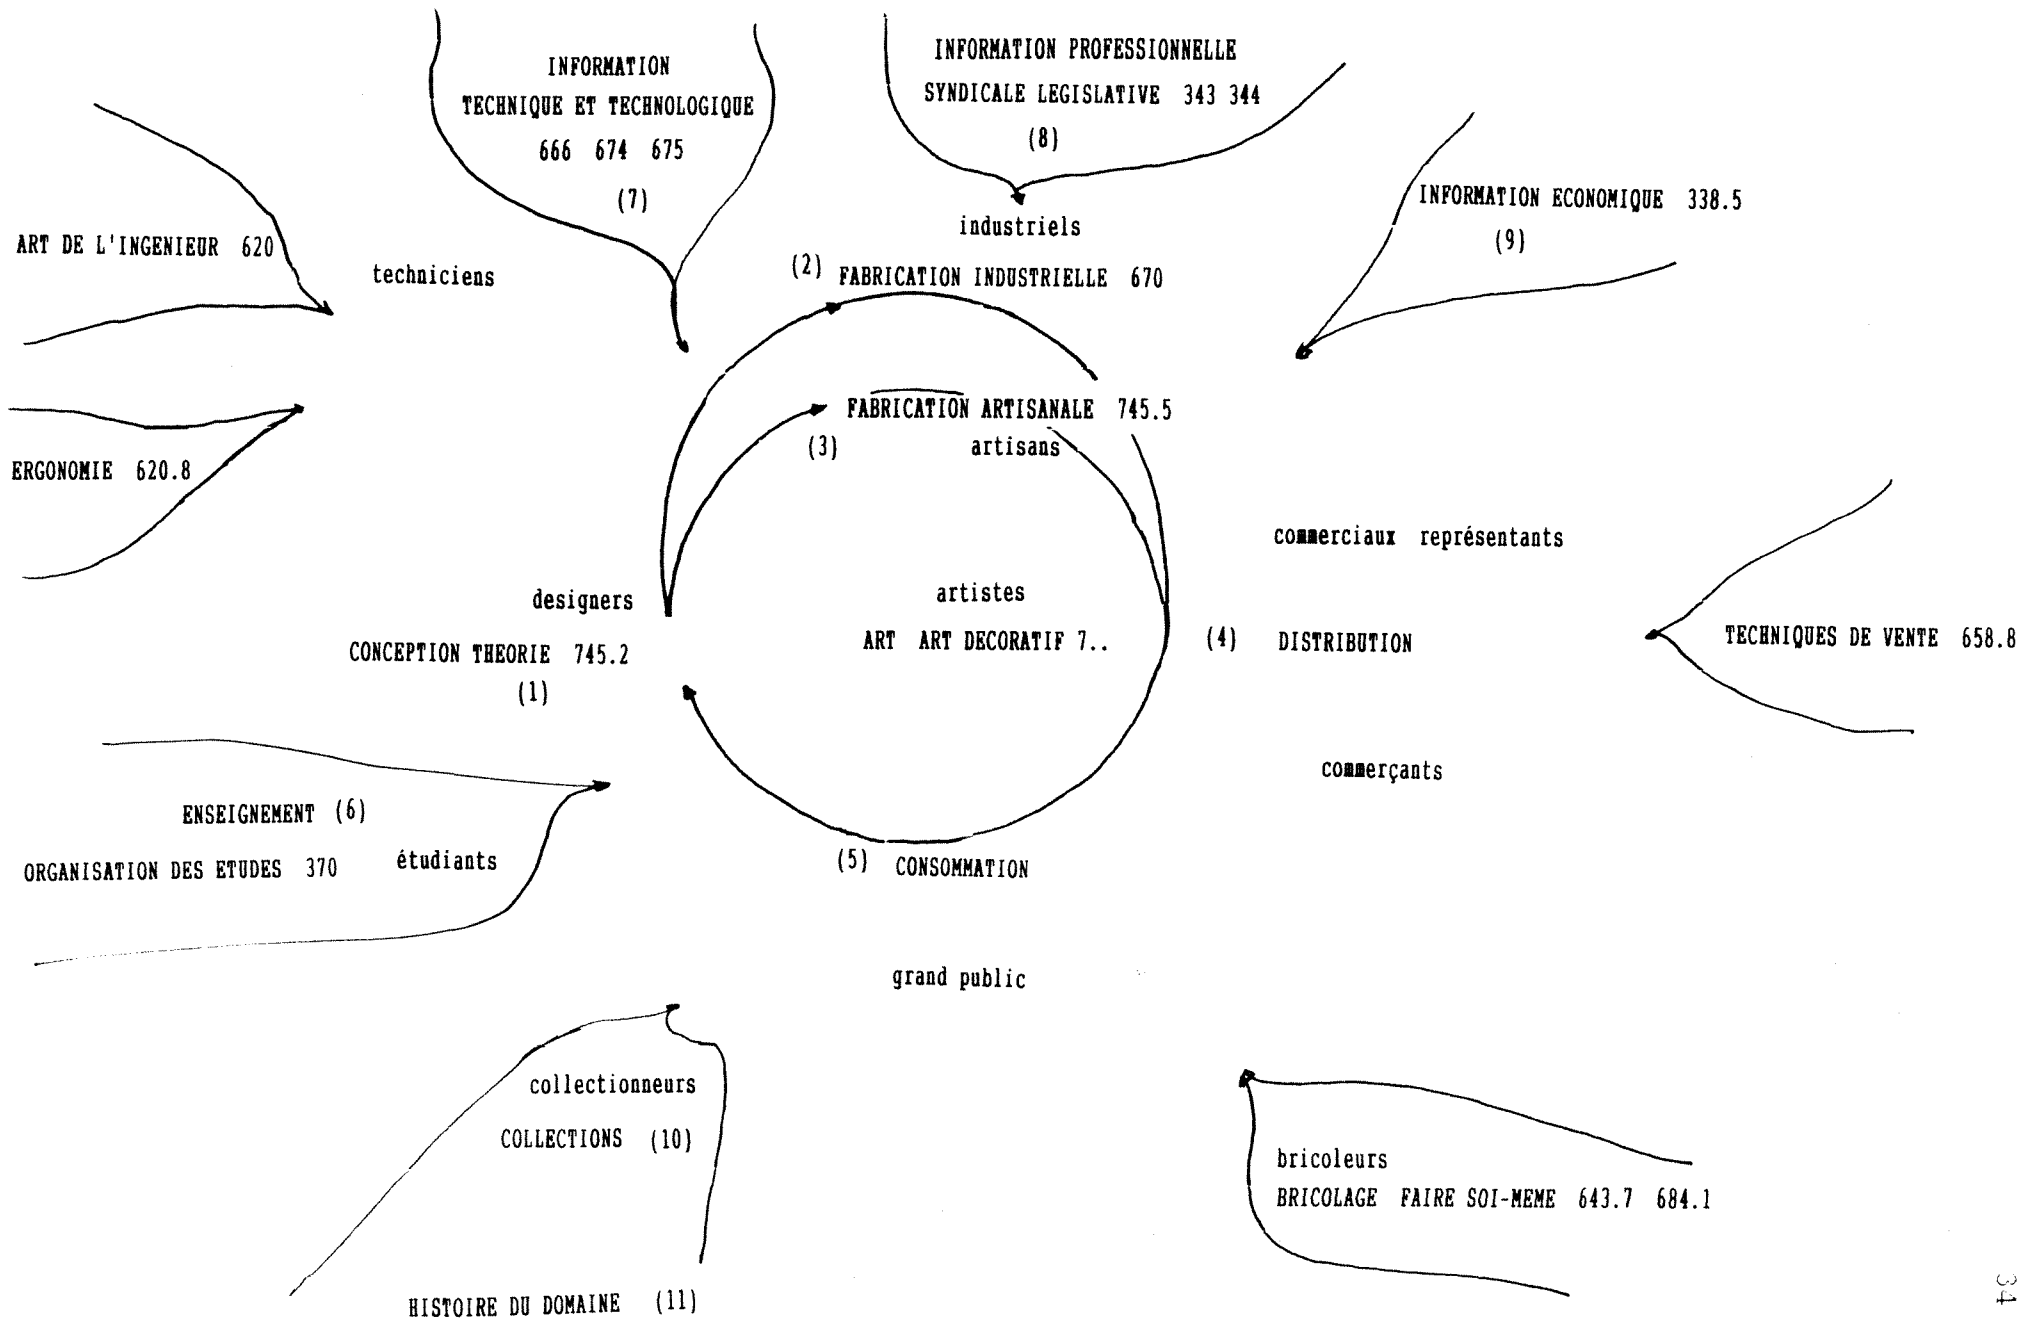 INFORMATION
TECHNIQUE ET TECHNOLOGIQUE
666 674 675
(7)
INFORMATION PROFESSIONNELLE
SYNDICALE LEGISLATIVE 343 344
(8)
INFORMATION ECONOMIQUE 338.5
(9)
ART DE L'INGENIEUR 620
techniciens
industriels
(2) FABRICATION INDUSTRIELLE 670
FABRICATION ARTISANALE 745.5
(3) artisans
ERGONOMIE 620.8
commerciaux représentants
designers
CONCEPTION THEORIE 745.2
(1)
artistes
ART ART DECORATIF 7..
(4) DISTRIBUTION
TECHNIQUES DE VENTE 658.8
commerçants
ENSEIGNEMENT (6)
ORGANISATION DES ETUDES 370 étudiants
(5) CONSOMMATION
grand public
collectionneurs
COLLECTIONS (10)
bricoleurs
BRICOLAGE FAIRE SOI-MEME 643.7 684.1
HISTOIRE DU DOMAINE (11)
34